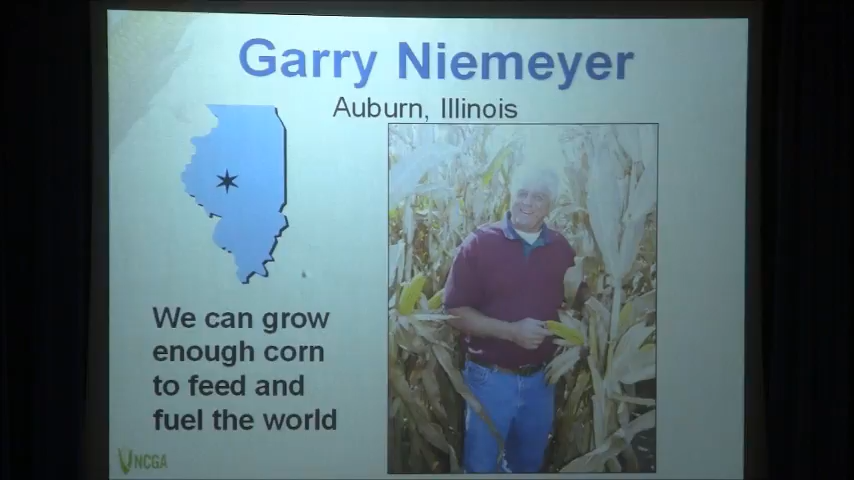 Garry Niemeyer
Auburn, Illinois
We can grow
enough corn
to feed and
fuel the world
NCGA